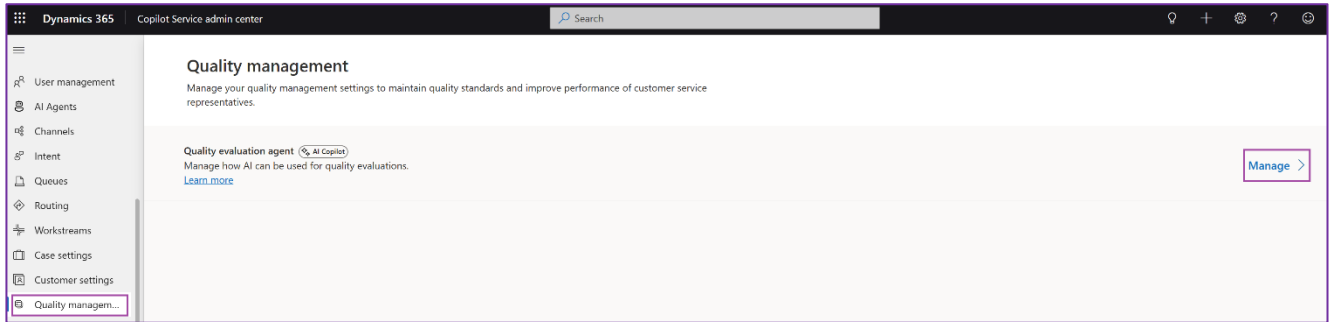 Dynamics 365 Copilot Service admin center Search
User management
AI Agents
Channels
Intent
Queues
Routing
Workstreams
Case settings
Customer settings
Quality managem...
Quality management
Manage your quality management settings to maintain quality standards and improve performance of customer service
representatives.
Quality evaluation agent AI Copilot
Manage how AI can be used for quality evaluations.
Learn more
Manage